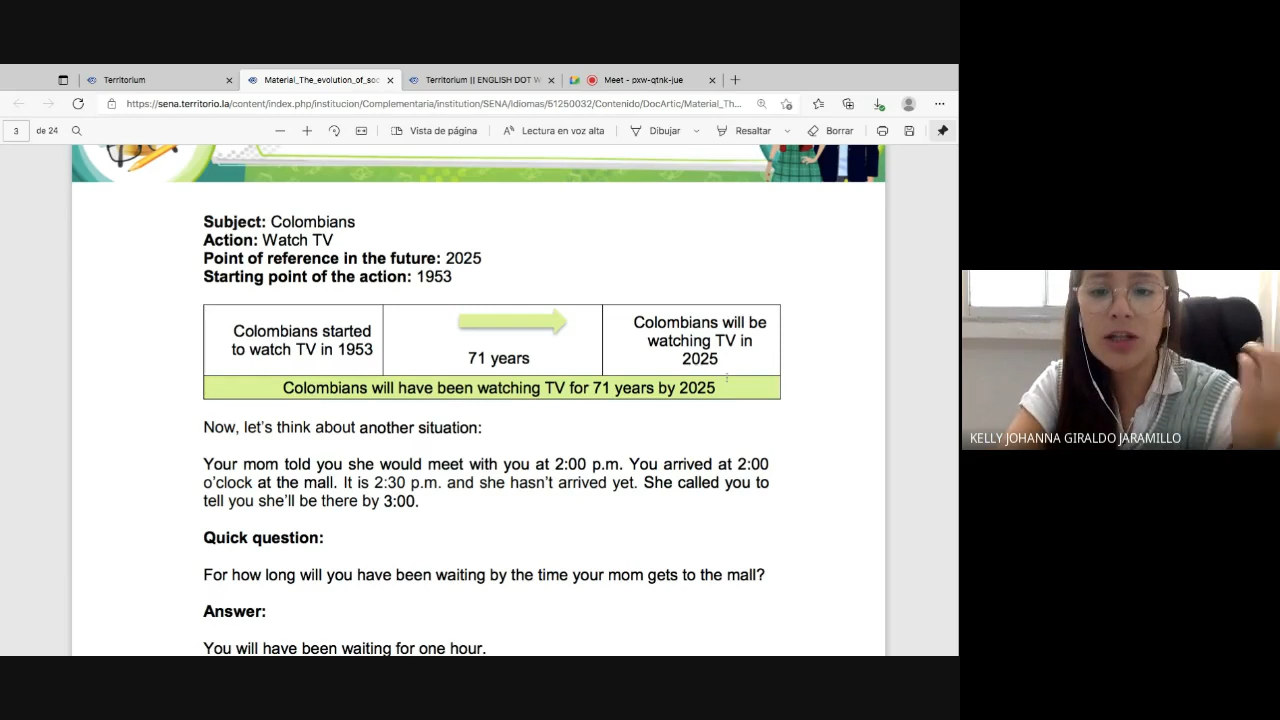 Territorium
Material_The_evolution_of_soc
Territorium || ENGLISH DOT W
Meet - pxw-qtnk-jue
https://sena.territorio.la/content/index.php/institucion/Complementaria/institution/SENA/Idiomas/51250032/Contenido/DocArtic/Material_Th...
3 de 24
Vista de página
Lectura en voz alta
Dibujar
Resaltar
Borrar
Subject: Colombians
Action: Watch TV
Point of reference in the future: 2025
Starting point of the action: 1953
Colombians started
to watch TV in 1953
71 years
Colombians will be
watching TV in
2025
Colombians will have been watching TV for 71 years by 2025
Now, let's think about another situation:
Your mom told you she would meet with you at 2:00 p.m. You arrived at 2:00
o'clock at the mall. It is 2:30 p.m. and she hasn't arrived yet. She called you to
tell you she'll be there by 3:00.
Quick question:
For how long will you have been waiting by the time your mom gets to the mall?
Answer:
You will have been waiting for one hour.
KELLY JOHANNA GIRALDO JARAMILLO